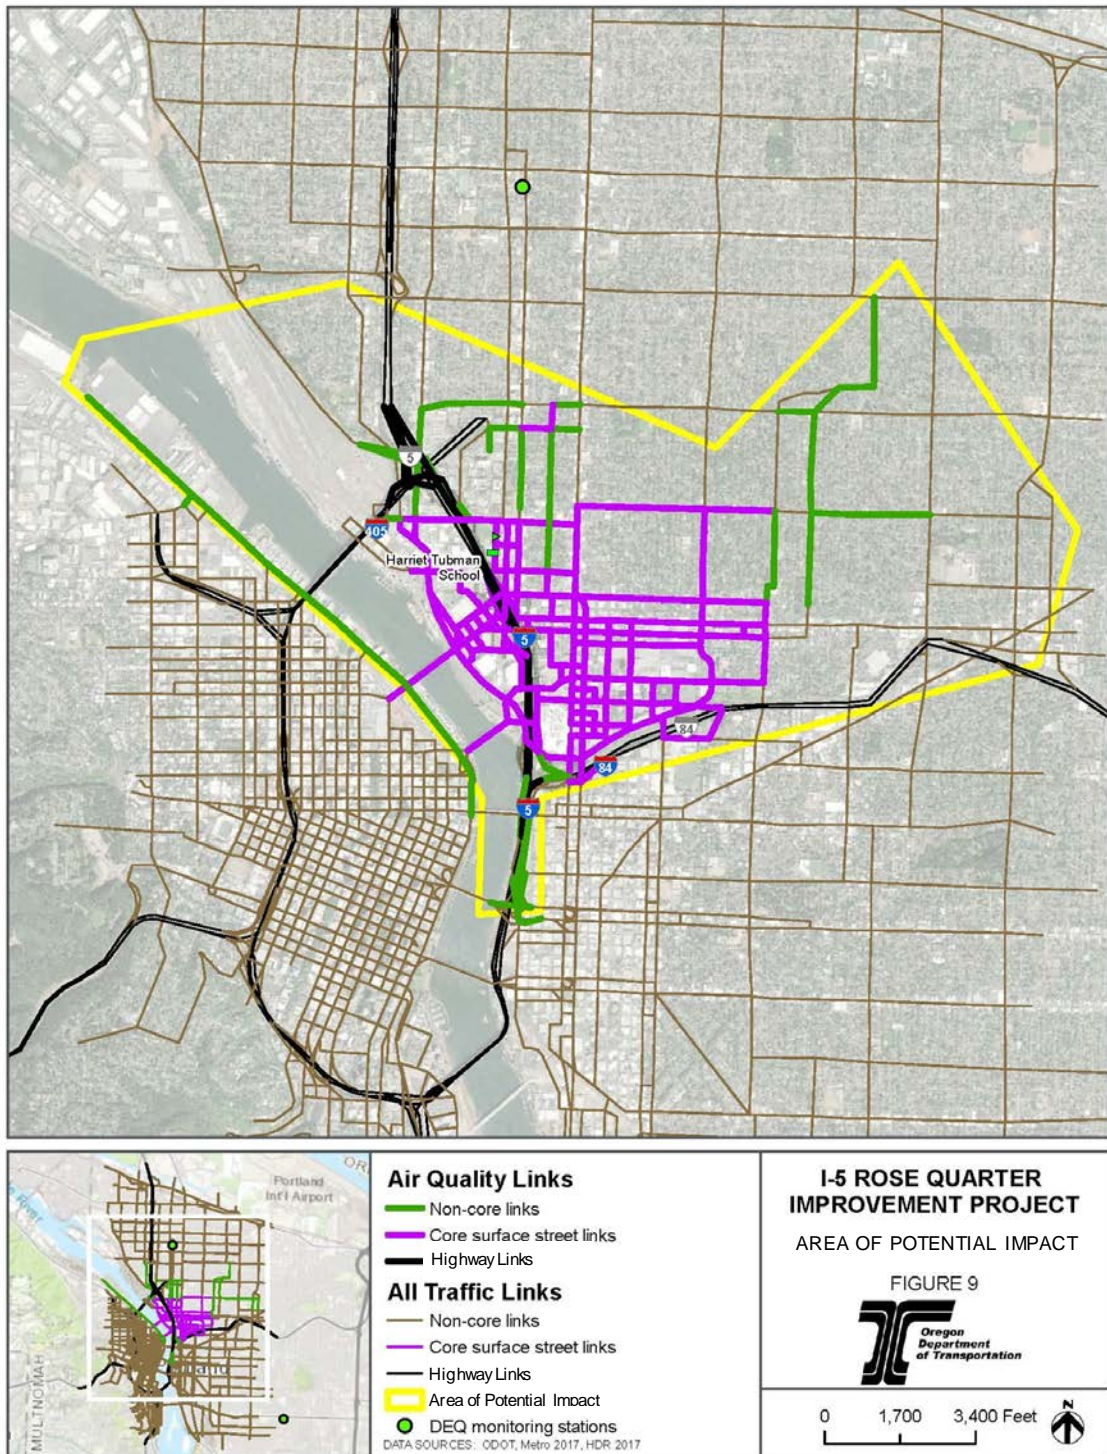 5
405
Harriet Tubman
School
5
84
84
5
Portland
Int'l Airport
River
MULTNOMAH
Air Quality Links
Non-core links
Core surface street links
Highway Links
All Traffic Links
Non-core links
Core surface street links
Highway Links
Area of Potential Impact
DEQ monitoring stations
DATA SOURCES: ODOT, Metro 2017, HDR 2017
I-5 ROSE QUARTER
IMPROVEMENT PROJECT
AREA OF POTENTIAL IMPACT
FIGURE 9
Oregon
Department
of Transportation
0 1,700 3,400 Feet
N